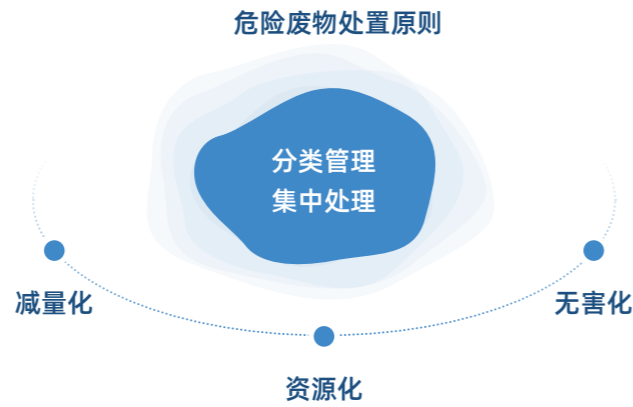 危险废物处置原则
分类管理
集中处理
减量化
无害化
资源化